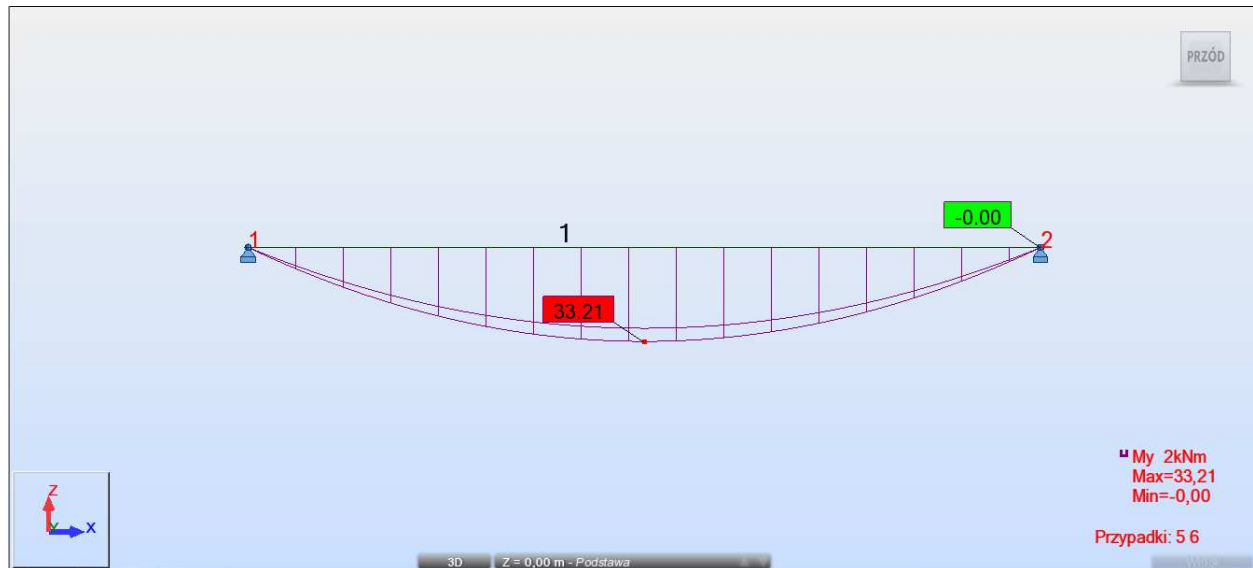 PRZÓD
-0,00
1
1
2
33.21
My 2kNm
Max=33,21
Min=-0,00
Przypadki: 5 6
Z
Y
X
3D
Z = 0,00 m - Podstawa